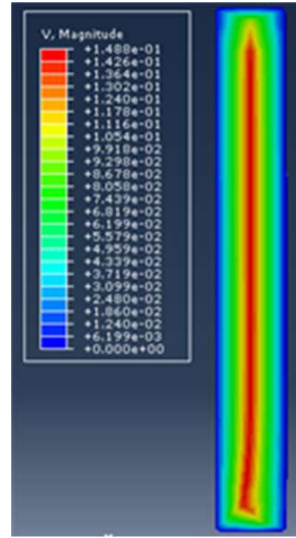 V, Magnitude
+1.488e-01
+1.426e-01
+1.364e-01
+1.302e-01
+1.240e-01
+1.178e-01
+1.116e-01
+1.054e-01
+9.918e-02
+9.298e-02
+8.678e-02
+8.058e-02
+7.439e-02
+6.819e-02
+6.199e-02
+5.579e-02
+4.959e-02
+4.339e-02
+3.719e-02
+3.099e-02
+2.480e-02
+1.860e-02
+1.240e-02
+6.199e-03
+0.000e+00